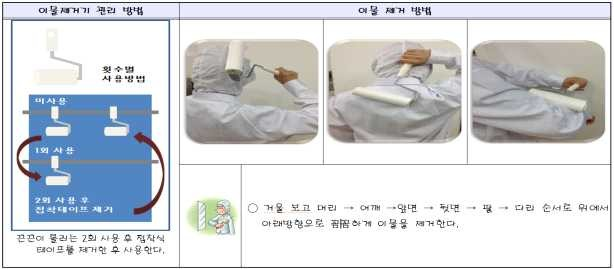 이물제거기 관리 방법
이물 제거 방법
횟수별
사용방법
미사용
1회 사용
2회 사용 후
접착테이프 제거
끈끈이 롤러는 2회 사용 후 접착식
테이프를 제거한 후 사용한다.
○ 거울 보고 머리 → 어깨 →앞면 → 뒷면 → 팔 → 다리 순서로 위에서
아래방향으로 꼼꼼하게 이물을 제거한다.